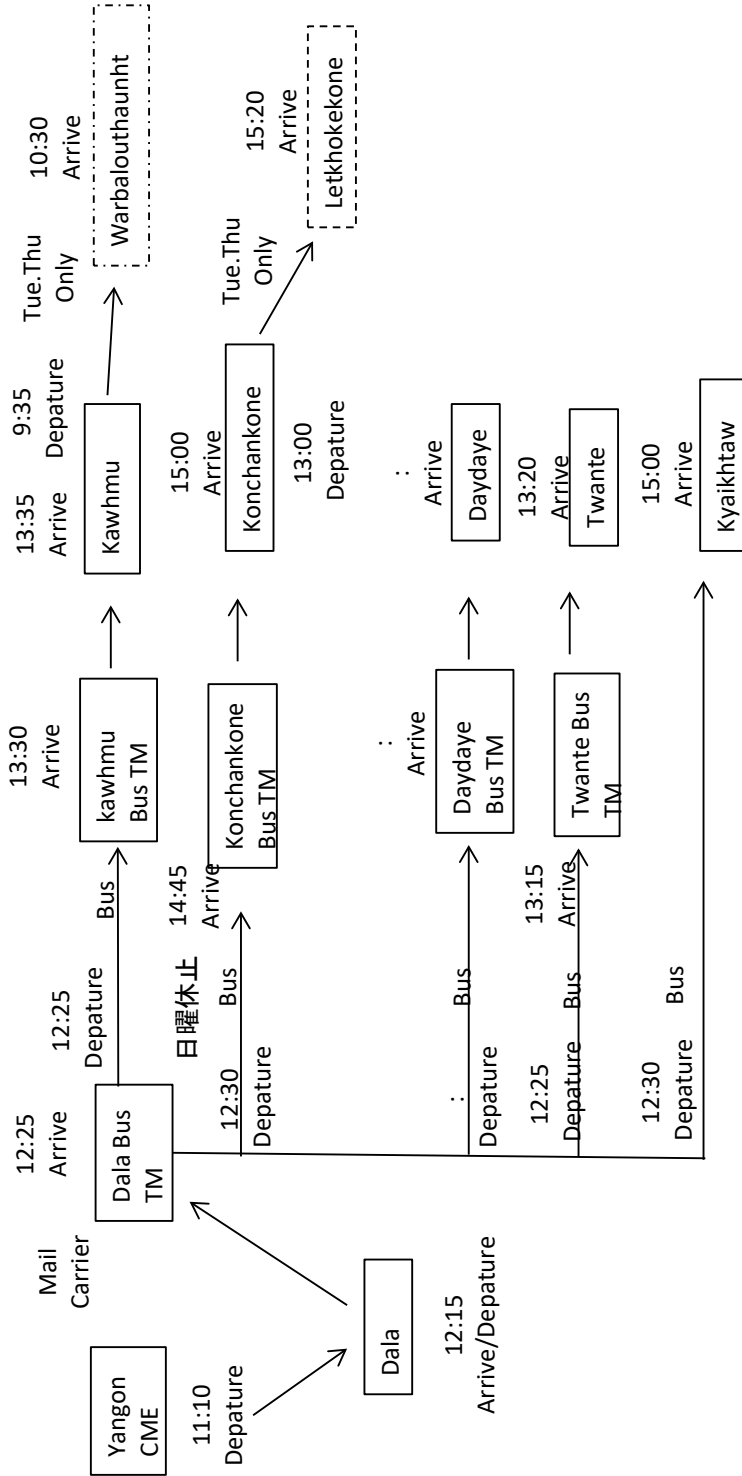 Yangon
CME
11:10
Depature
Dala
12:15
Arrive/Depature
Mail
Carrier
12:25
Arrive
Dala Bus
TM
12:25
Depature
Bus
13:30
Arrive
kawhmu
Bus TM
13:35
Arrive
9:35
Depature
Kawhmu
Tue.Thu
Only
10:30
Arrive
Warbalouthaunht
日曜休止
12:30
Depature
Bus
14:45
Arrive
Konchankone
Bus TM
15:00
Arrive
Konchankone
13:00
Depature
Tue.Thu
Only
15:20
Arrive
Letkhokekone
:
Depature
Bus
:
Arrive
Daydaye
Bus TM
:
Arrive
Daydaye
12:25
Depature
Bus
13:15
Arrive
Twante Bus
TM
13:20
Arrive
Twante
12:30
Depature
Bus
15:00
Arrive
Kyaikhtaw